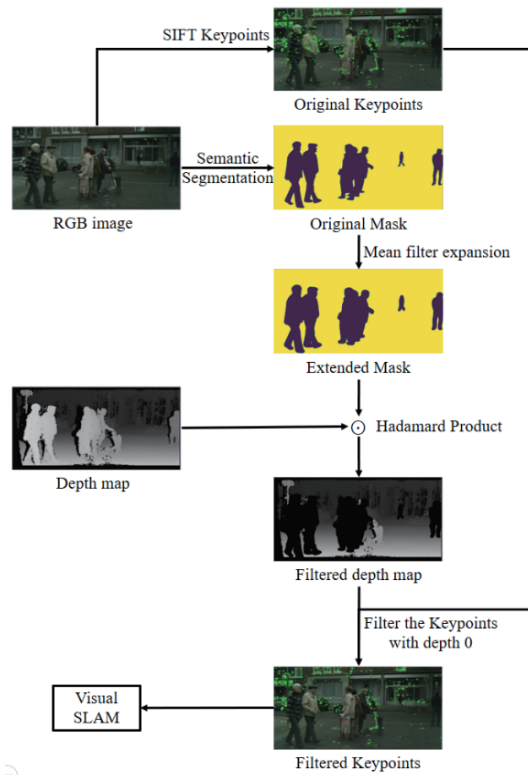 SIFT Keypoints
Original Keypoints
Semantic
Segmentation
RGB image
Original Mask
Mean filter expansion
Extended Mask
Hadamard Product
Depth map
Filtered depth map
Filter the Keypoints
with depth 0
Visual
SLAM
Filtered Keypoints